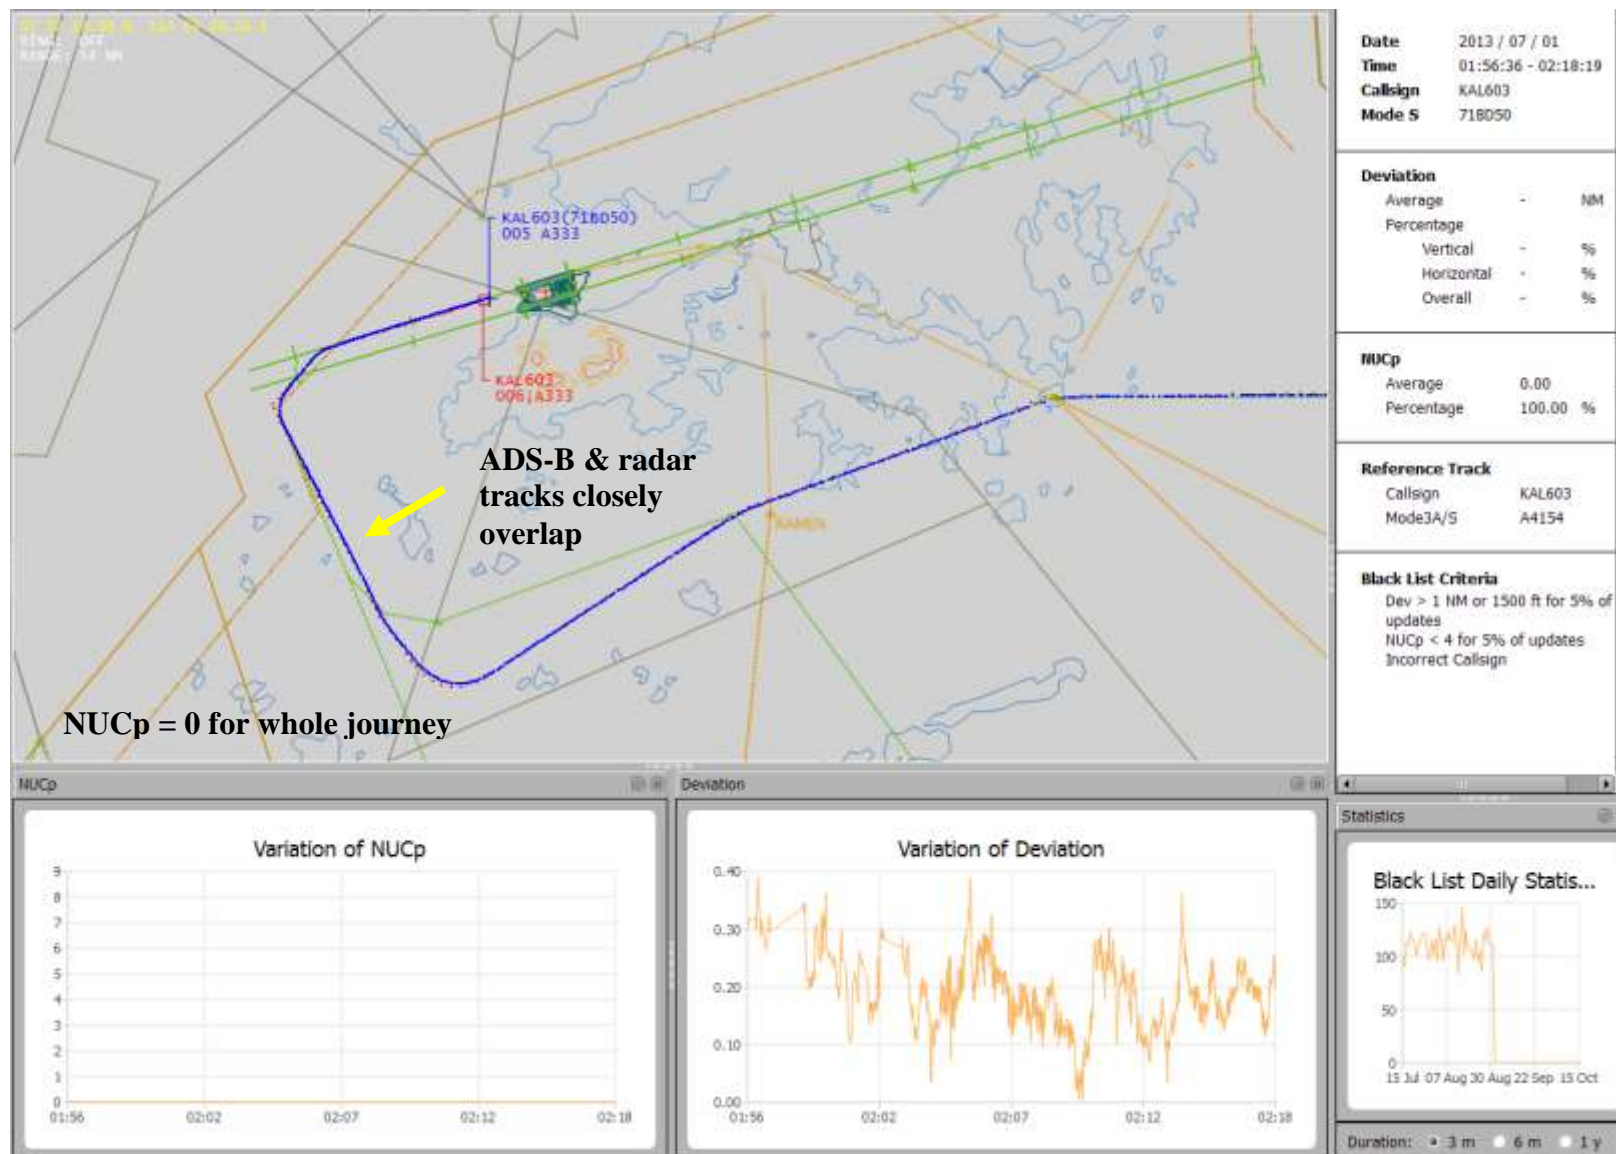 RING: OFF
KAL603(71BD50)
005 A333
KAL603
006|A333
ADS-B & radar
tracks closely
overlap
NUCp = 0 for whole journey
Date 2013 / 07 / 01
Time 01:56:36 - 02:18:19
Callsign KAL603
Mode S 71BD50
Deviation
Average - NM
Percentage
Vertical - %
Horizontal - %
Overall - %
NUCp
Average 0.00
Percentage 100.00 %
Reference Track
Callsign KAL603
Mode3A/S A4154
Black List Criteria
Dev > 1 NM or 1500 ft for 5% of
updates
NUCp < 4 for 5% of updates
Incorrect Callsign
NUCp
Variation of NUCp
9
8
7
6
5
4
3
2
1
0
01:56 02:02 02:07 02:12 02:18
Deviation
Variation of Deviation
0.40
0.30
0.20
0.10
0.00
01:56 02:02 02:07 02:12 02:18
Statistics
Black List Daily Statis...
150
100
50
0
15 Jul 07 Aug 30 Aug 22 Sep 15 Oct
Duration: 3 m 6 m 1 y